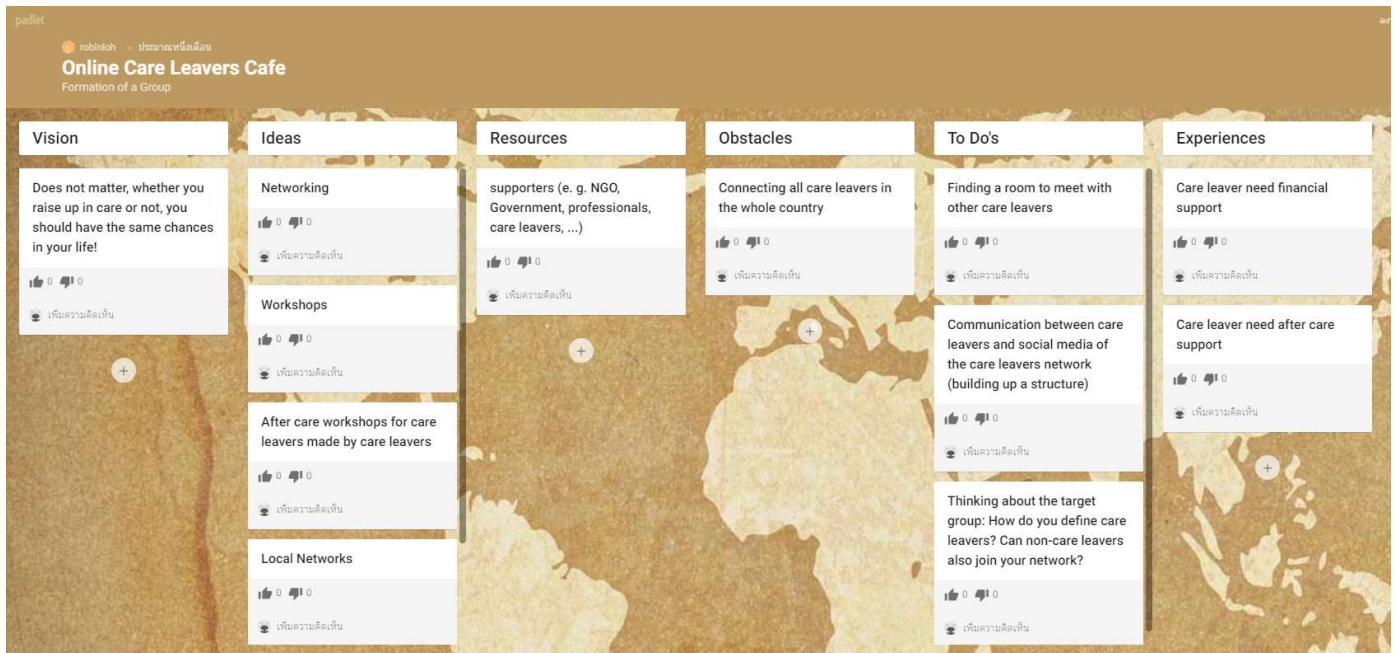 padlet
robinloh • ประมาณหนึ่งเดือน
Online Care Leavers Cafe
Formation of a Group
Vision
Does not matter, whether you
raise up in care or not, you
should have the same chances
in your life!
0 0
เพิ่มความคิดเห็น
Ideas
Networking
0 0
เพิ่มความคิดเห็น
Workshops
0 0
เพิ่มความคิดเห็น
After care workshops for care
leavers made by care leavers
0 0
เพิ่มความคิดเห็น
Local Networks
0 0
เพิ่มความคิดเห็น
Resources
supporters (e. g. NGO,
Government, professionals,
care leavers, ...)
0 0
เพิ่มความคิดเห็น
Obstacles
Connecting all care leavers in
the whole country
0 0
เพิ่มความคิดเห็น
To Do's
Finding a room to meet with
other care leavers
0 0
เพิ่มความคิดเห็น
Communication between care
leavers and social media of
the care leavers network
(building up a structure)
0 0
เพิ่มความคิดเห็น
Thinking about the target
group: How do you define care
leavers? Can non-care leavers
also join your network?
0 0
เพิ่มความคิดเห็น
Experiences
Care leaver need financial
support
0 0
เพิ่มความคิดเห็น
Care leaver need after care
support
0 0
เพิ่มความคิดเห็น